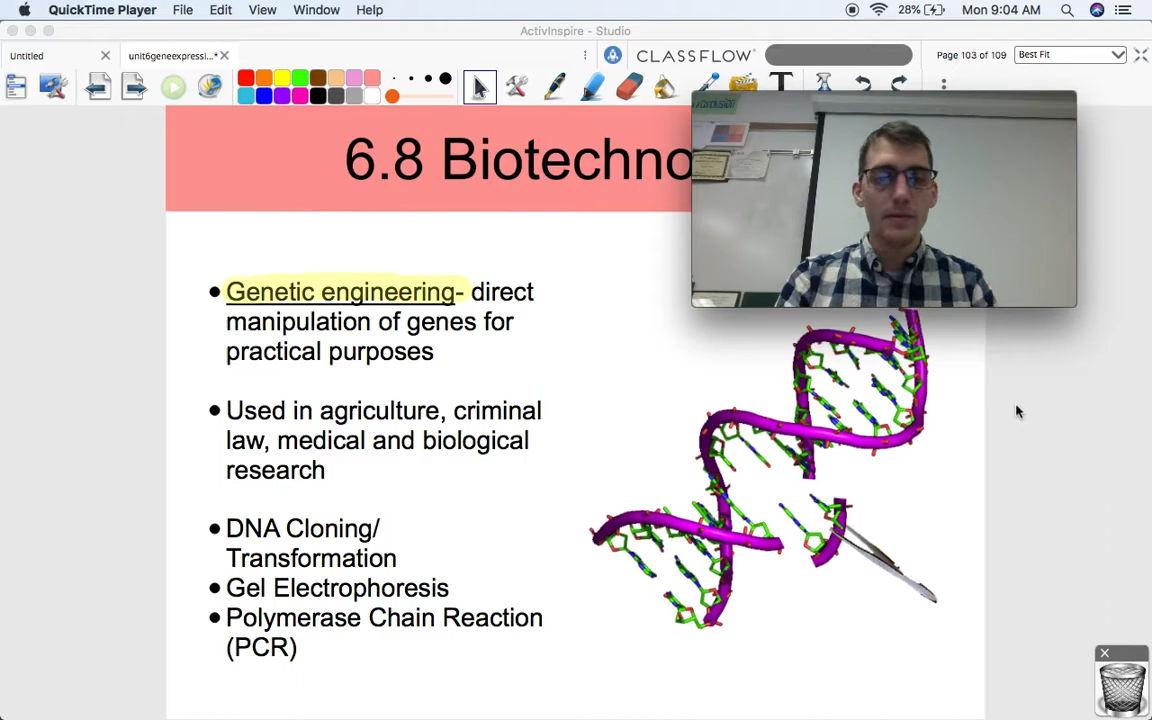 QuickTime Player File Edit View Window Help 28% Mon 9:04 AM
ActivInspire - Studio
Untitled unit6geneexpressi...* CLASSFLOW Page 103 of 109 Best Fit
6.8 Biotechno
Genetic engineering- direct
manipulation of genes for
practical purposes
Used in agriculture, criminal
law, medical and biological
research
DNA Cloning/
Transformation
Gel Electrophoresis
Polymerase Chain Reaction
(PCR)